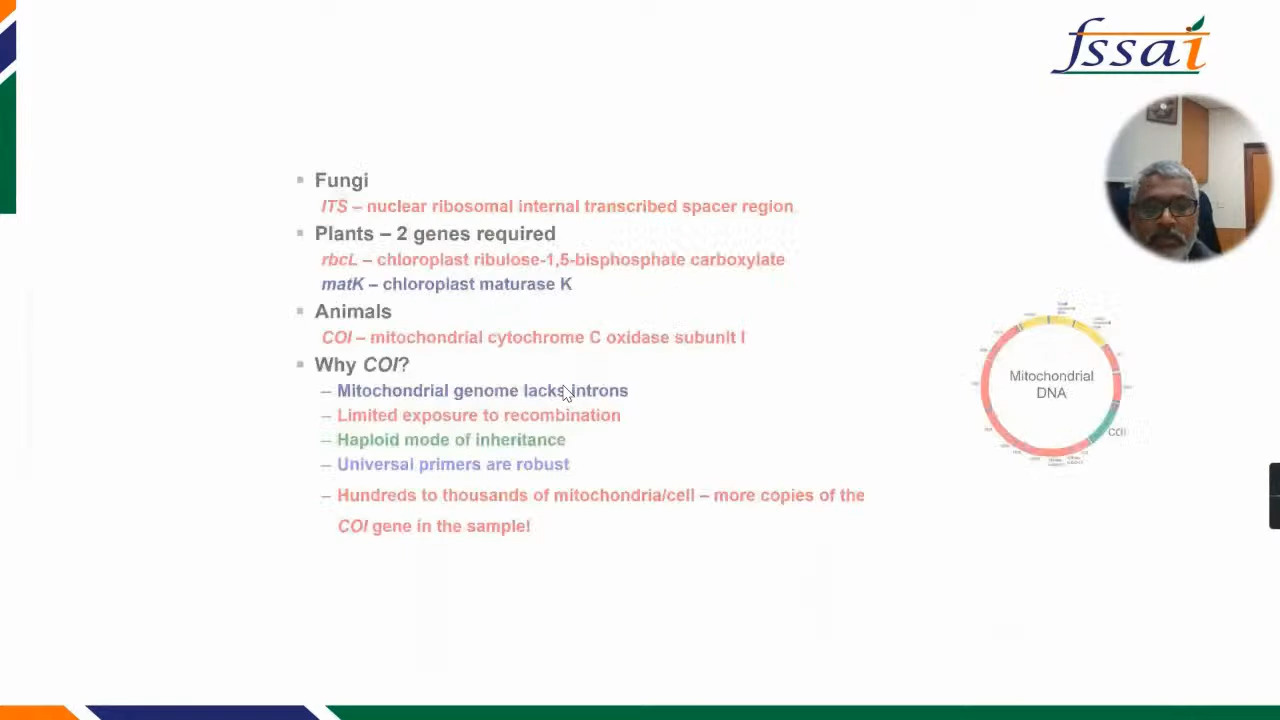 fssai
Fungi
ITS – nuclear ribosomal internal transcribed spacer region
Plants – 2 genes required
rbcL – chloroplast ribulose-1,5-bisphosphate carboxylate
matK – chloroplast maturase K
Animals
COI – mitochondrial cytochrome C oxidase subunit I
Why COI?
– Mitochondrial genome lacks introns
– Limited exposure to recombination
– Haploid mode of inheritance
– Universal primers are robust
– Hundreds to thousands of mitochondria/cell – more copies of the
COI gene in the sample!
Mitochondrial
DNA